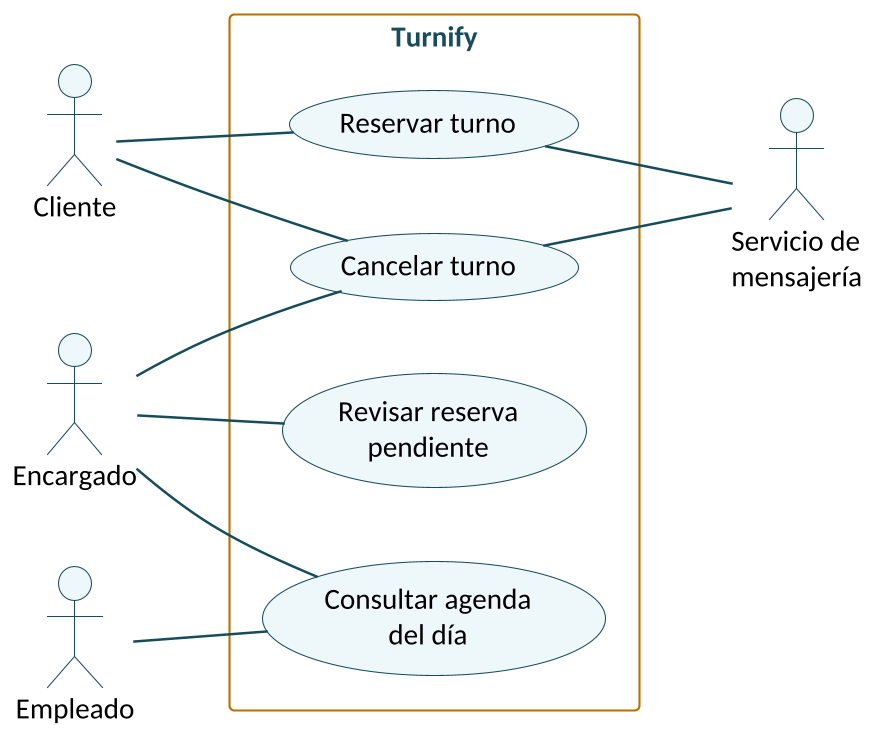 Turnify
Reservar turno
Cliente
Servicio de
mensajería
Cancelar turno
Revisar reserva
pendiente
Encargado
Consultar agenda
del día
Empleado